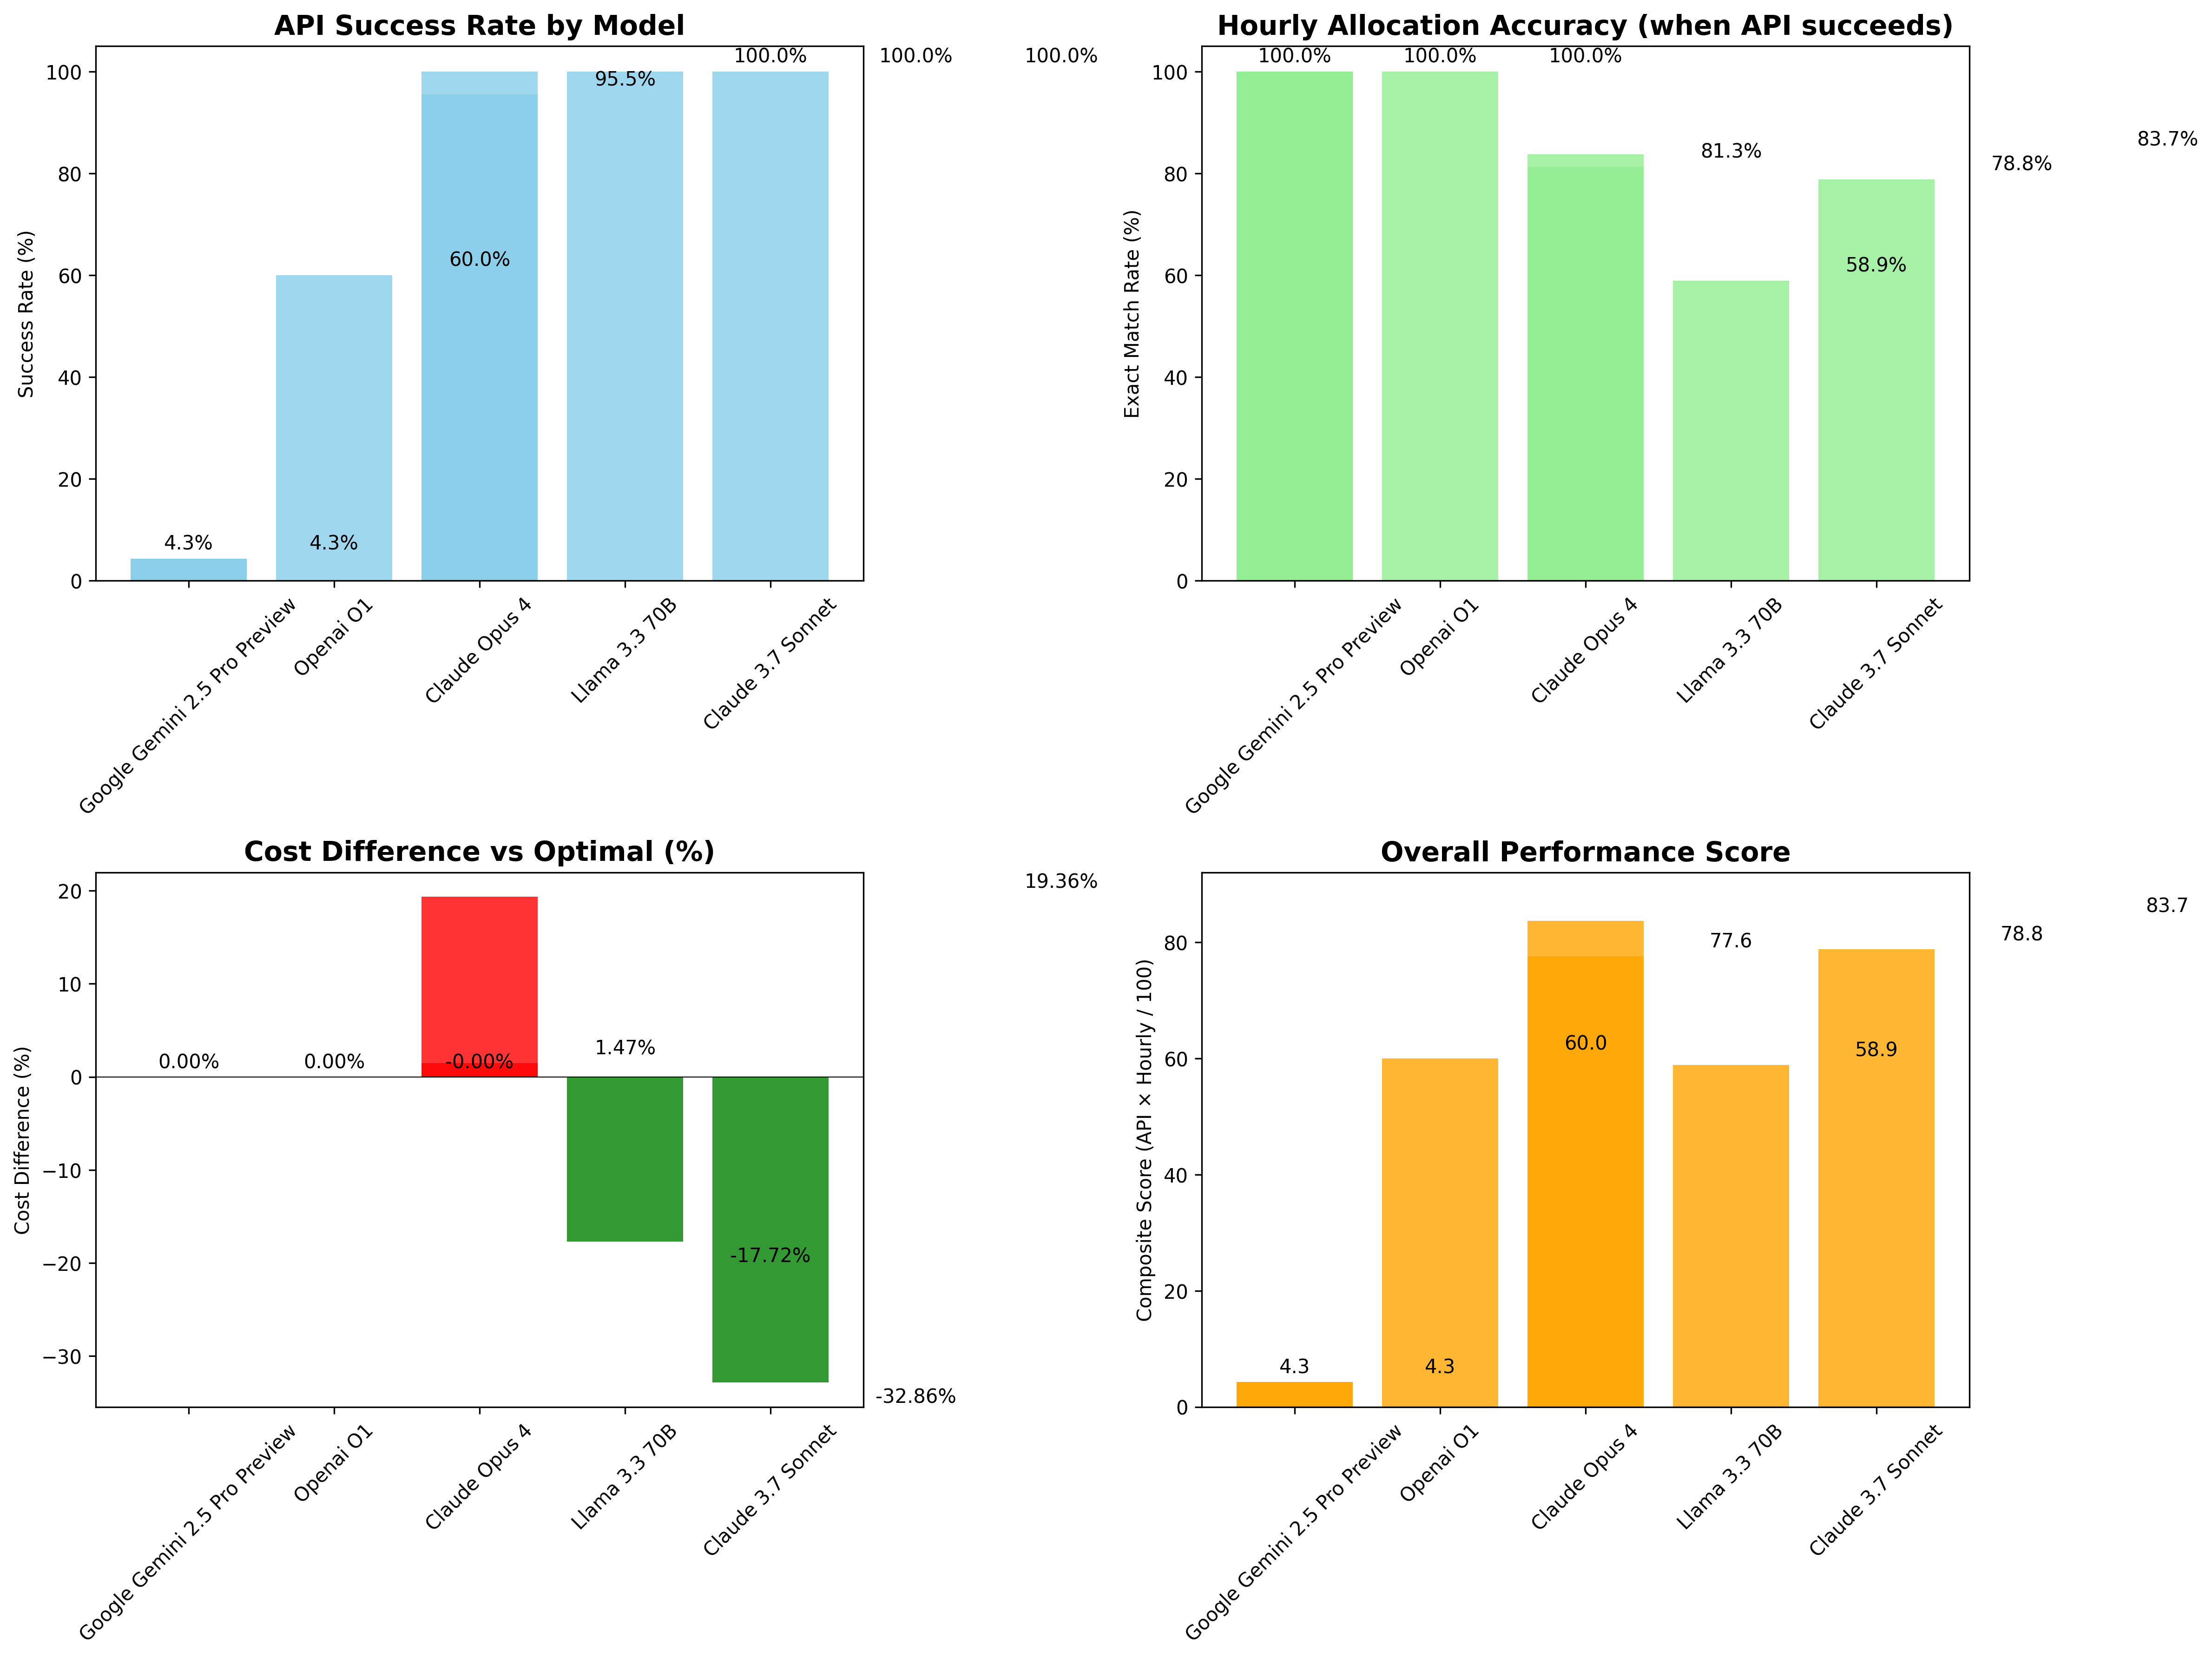 API Success Rate by Model
Success Rate (%)
100
80
60
40
20
0
4.3%
4.3%
60.0%
95.5%
100.0%
100.0%
100.0%
Google Gemini 2.5 Pro Preview
Openai O1
Claude Opus 4
Llama 3.3 70B
Claude 3.7 Sonnet
Hourly Allocation Accuracy (when API succeeds)
Exact Match Rate (%)
100
80
60
40
20
0
100.0%
100.0%
100.0%
81.3%
58.9%
78.8%
83.7%
Google Gemini 2.5 Pro Preview
Openai O1
Claude Opus 4
Llama 3.3 70B
Claude 3.7 Sonnet
Cost Difference vs Optimal (%)
Cost Difference (%)
20
10
0
−10
−20
−30
0.00%
0.00%
-0.00%
1.47%
-17.72%
-32.86%
19.36%
Google Gemini 2.5 Pro Preview
Openai O1
Claude Opus 4
Llama 3.3 70B
Claude 3.7 Sonnet
Overall Performance Score
Composite Score (API × Hourly / 100)
80
60
40
20
0
4.3
4.3
60.0
77.6
58.9
78.8
83.7
Google Gemini 2.5 Pro Preview
Openai O1
Claude Opus 4
Llama 3.3 70B
Claude 3.7 Sonnet